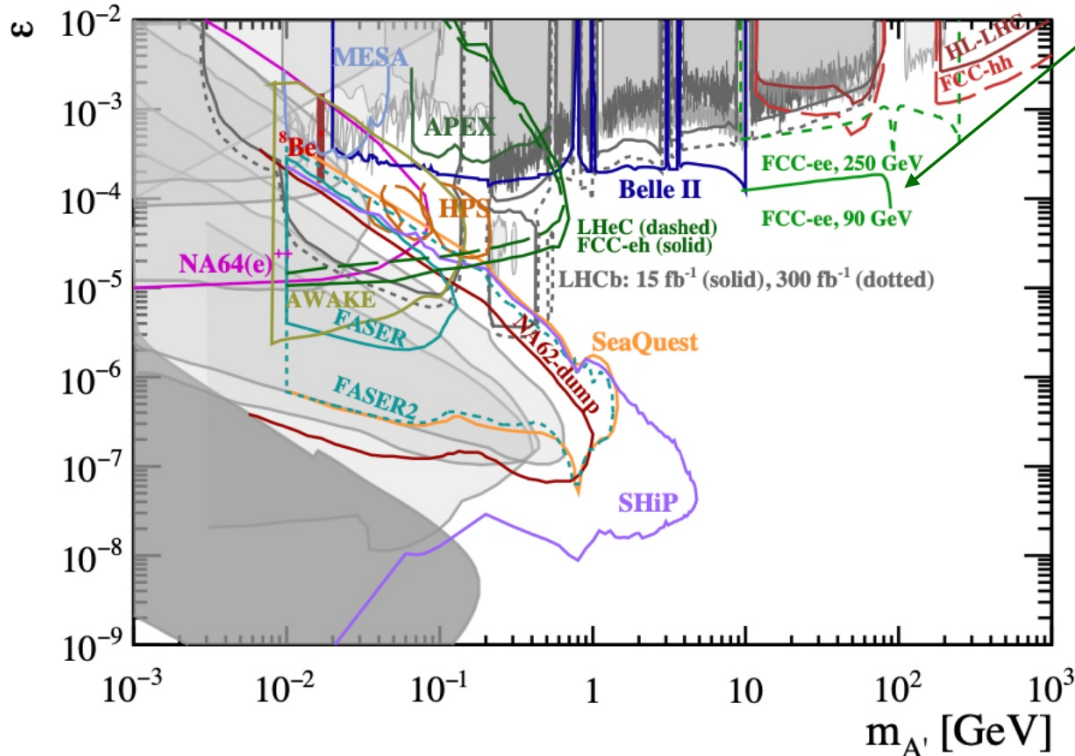 ε
10⁻²
10⁻³
10⁻⁴
10⁻⁵
10⁻⁶
10⁻⁷
10⁻⁸
10⁻⁹
MESA
HL-LHC
FCC-hh
⁸Be
APEX
FCC-ee, 250 GeV
Belle II
HPS
FCC-ee, 90 GeV
LHeC (dashed)
FCC-eh (solid)
NA64(e)⁺⁺
LHCb: 15 fb⁻¹ (solid), 300 fb⁻¹ (dotted)
AWAKE
FASER
NA62-dump
SeaQuest
FASER2
SHiP
10⁻³ 10⁻² 10⁻¹ 1 10 10² 10³
m_A' [GeV]